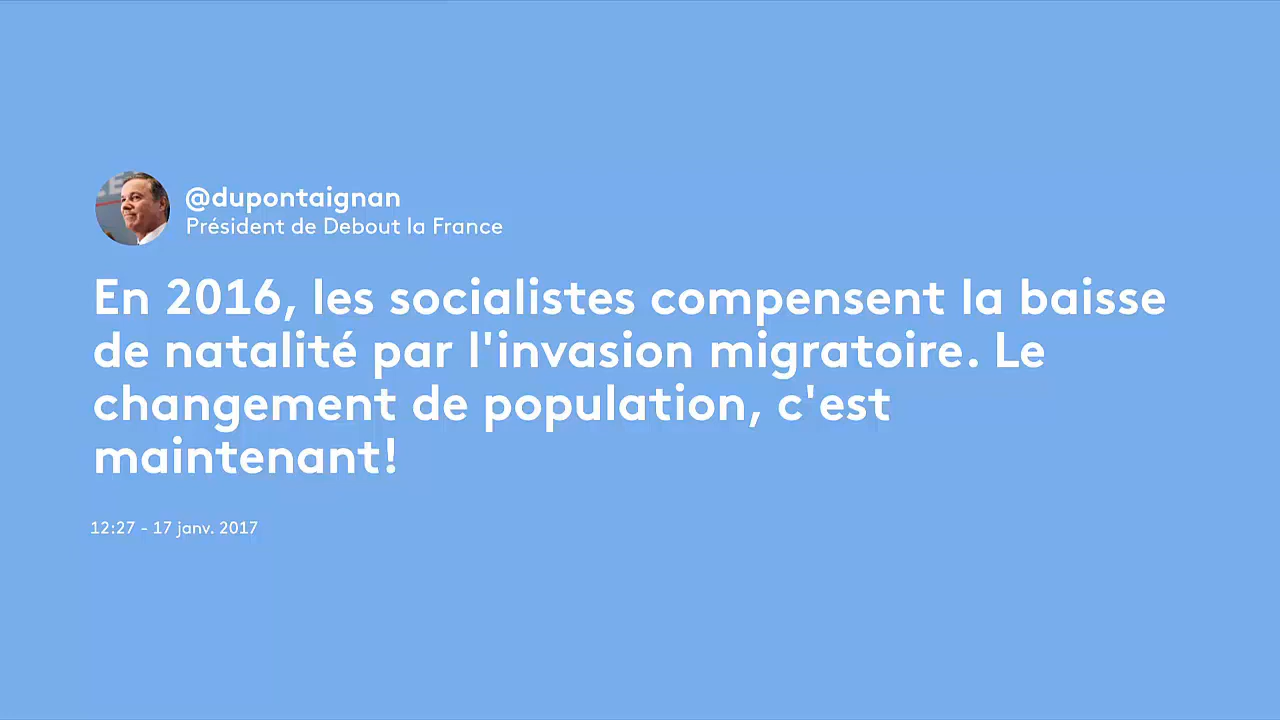 @dupontaignan
Président de Debout la France
En 2016, les socialistes compensent la baisse
de natalité par l'invasion migratoire. Le
changement de population, c'est
maintenant!
12:27 - 17 janv. 2017